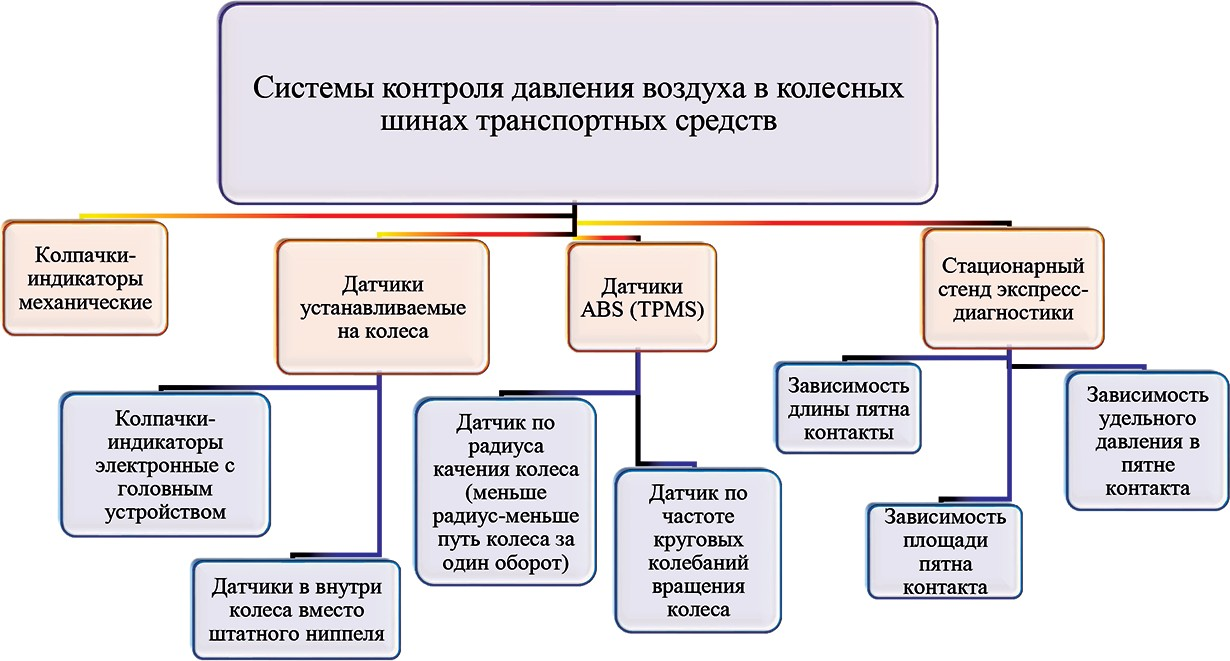 Системы контроля давления воздуха в колесных
шинах транспортных средств
Колпачки-
индикаторы
механические
Датчики
устанавливаемые
на колеса
Датчики
ABS (TPMS)
Стационарный
стенд экспресс-
диагностики
Колпачки-
индикаторы
электронные с
головным
устройством
Датчики в внутри
колеса вместо
штатного ниппеля
Датчик по
радиуса
качения колеса
(меньше
радиус-меньше
путь колеса за
один оборот)
Датчик по
частоте
круговых
колебаний
вращения
колеса
Зависимость
длины пятна
контакты
Зависимость
площади
пятна
контакта
Зависимость
удельного
давления в
пятне
контакта